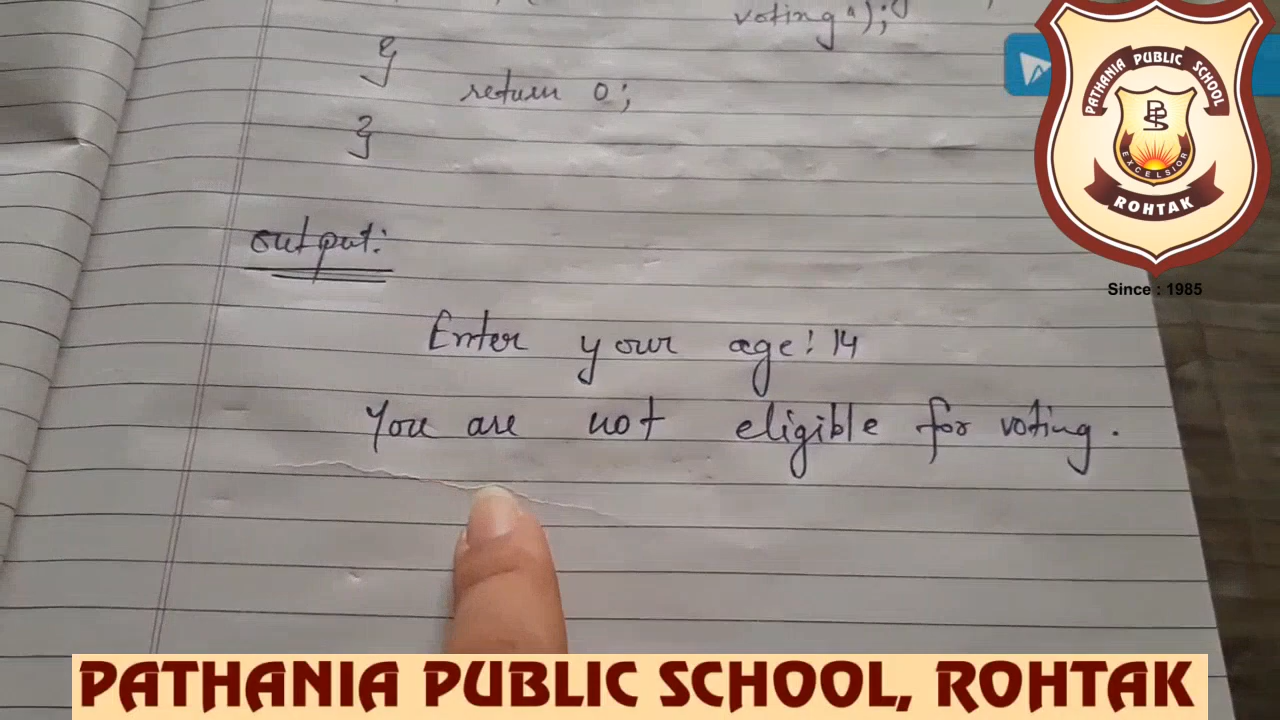 voting");
}
return 0;
}
output:
Enter your age: 14
You are not eligible for voting.
PATHANIA PUBLIC SCHOOL
PBS
EXCELSIOR
ROHTAK
Since : 1985
PATHANIA PUBLIC SCHOOL, ROHTAK